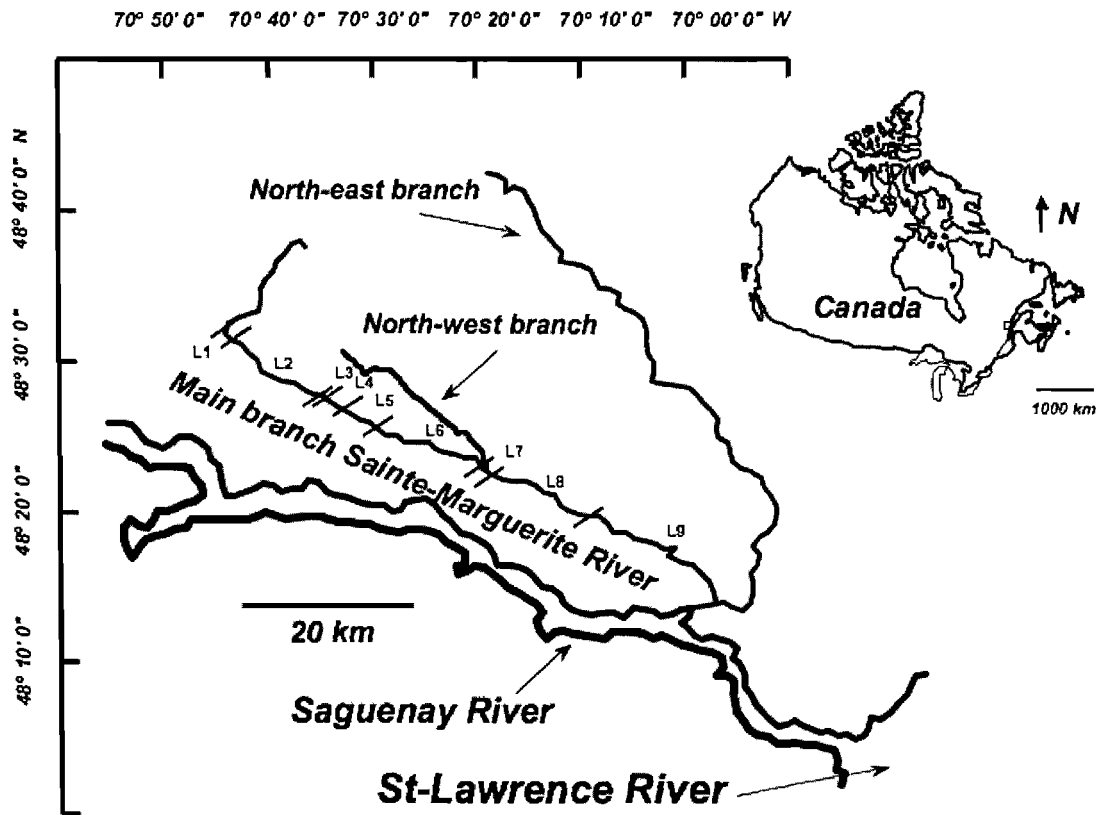 70° 50' 0" 70° 40' 0" 70° 30' 0" 70° 20' 0" 70° 10' 0" 70° 00' 0" W
48° 40' 0" N
48° 30' 0"
48° 20' 0"
48° 10' 0"
North-east branch
N
Canada
1000 km
North-west branch
L1
L2
L3
L4
L5
L6
L7
L8
L9
Main branch Sainte-Marguerite River
20 km
Saguenay River
St-Lawrence River